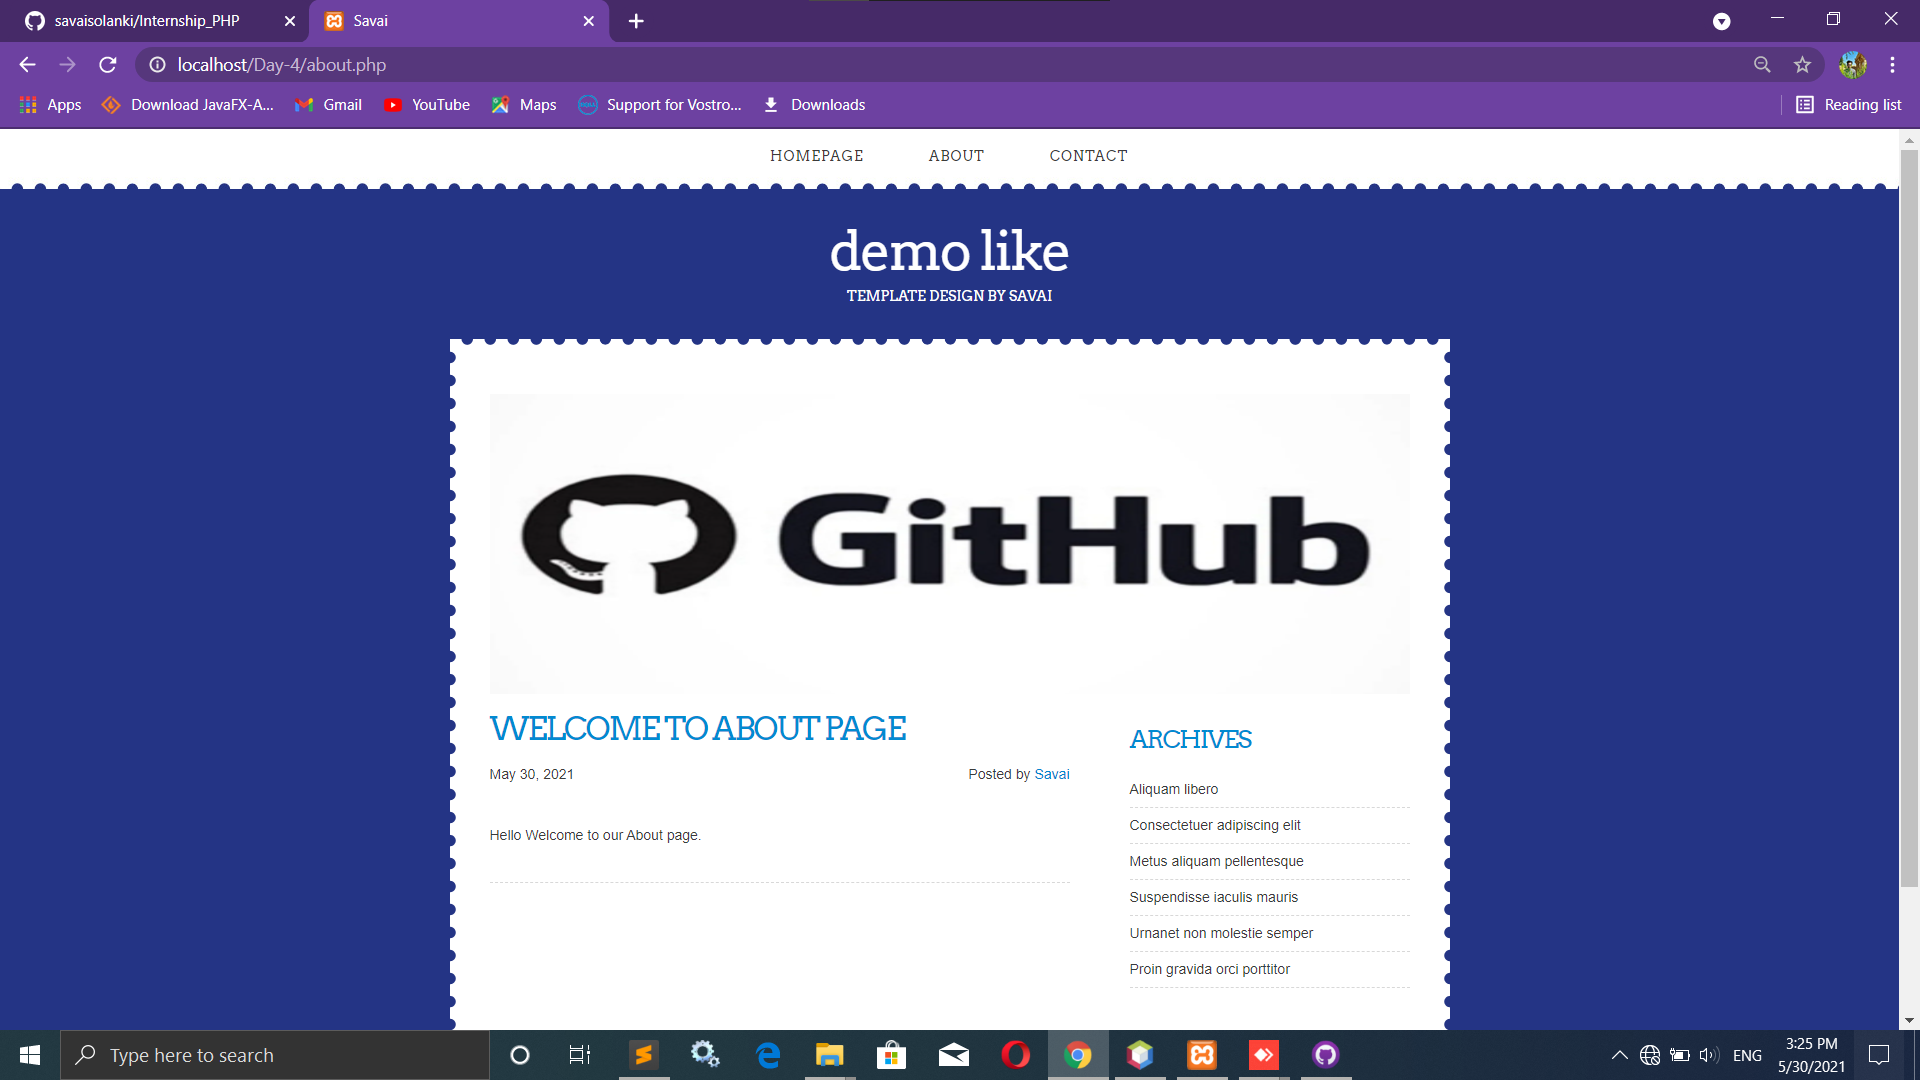 savaisolanki/Internship_PHP
Savai
localhost/Day-4/about.php
Apps
Download JavaFX-A...
Gmail
YouTube
Maps
Support for Vostro...
Downloads
Reading list
HOMEPAGE
ABOUT
CONTACT
demo like
TEMPLATE DESIGN BY SAVAI
GitHub
WELCOME TO ABOUT PAGE
May 30, 2021
Posted by Savai
Hello Welcome to our About page.
ARCHIVES
Aliquam libero
Consectetuer adipiscing elit
Metus aliquam pellentesque
Suspendisse iaculis mauris
Urnanet non molestie semper
Proin gravida orci porttitor
Type here to search
ENG
3:25 PM
5/30/2021